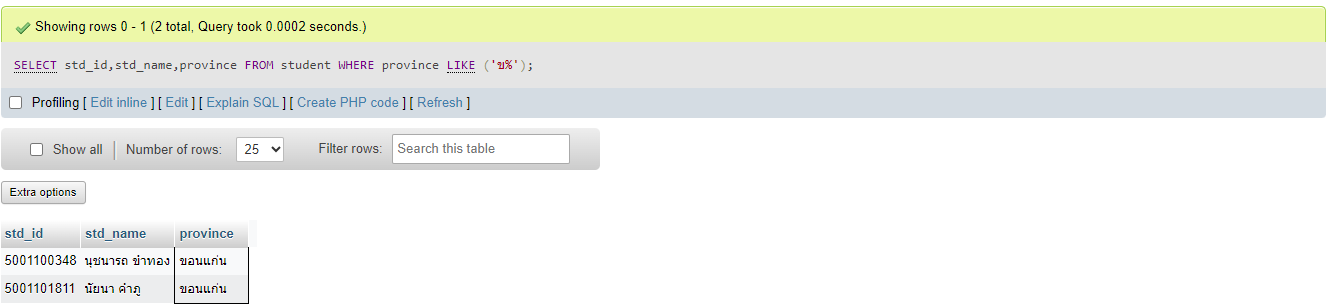 Showing rows 0 - 1 (2 total, Query took 0.0002 seconds.)
SELECT std_id,std_name,province FROM student WHERE province LIKE ('ข%');
Profiling [ Edit inline ] [ Edit ] [ Explain SQL ] [ Create PHP code ] [ Refresh ]
Show all | Number of rows: 25 Filter rows: Search this table
Extra options
std_id std_name province
5001100348 นุชนารถ ขำทอง ขอนแก่น
5001101811 นัยนา คำภู ขอนแก่น